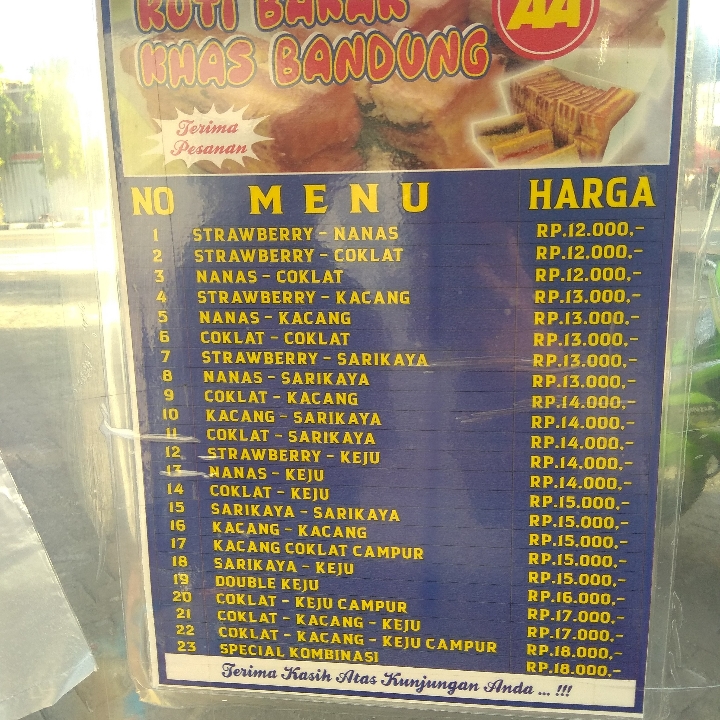 ROTI BAKAR
KHAS BANDUNG
AA
Terima
Pesanan
NO MENU HARGA
1 STRAWBERRY - NANAS RP.12.000,-
2 STRAWBERRY - COKLAT RP.12.000,-
3 NANAS - COKLAT RP.12.000,-
4 STRAWBERRY - KACANG RP.13.000,-
5 NANAS - KACANG RP.13.000,-
6 COKLAT - COKLAT RP.13.000,-
7 STRAWBERRY - SARIKAYA RP.13.000,-
8 NANAS - SARIKAYA RP.13.000,-
9 COKLAT - KACANG RP.14.000,-
10 KACANG - SARIKAYA RP.14.000,-
11 COKLAT - SARIKAYA RP.14.000,-
12 STRAWBERRY - KEJU RP.14.000,-
13 NANAS - KEJU RP.14.000,-
14 COKLAT - KEJU RP.15.000,-
15 SARIKAYA - SARIKAYA RP.15.000,-
16 KACANG - KACANG RP.15.000,-
17 KACANG COKLAT CAMPUR RP.15.000,-
18 SARIKAYA - KEJU RP.15.000,-
19 DOUBLE KEJU RP.16.000,-
20 COKLAT - KEJU CAMPUR RP.17.000,-
21 COKLAT - KACANG - KEJU RP.17.000,-
22 COKLAT - KACANG - KEJU CAMPUR RP.18.000,-
23 SPECIAL KOMBINASI RP.18.000,-
Terima Kasih Atas Kunjungan Anda ... !!!